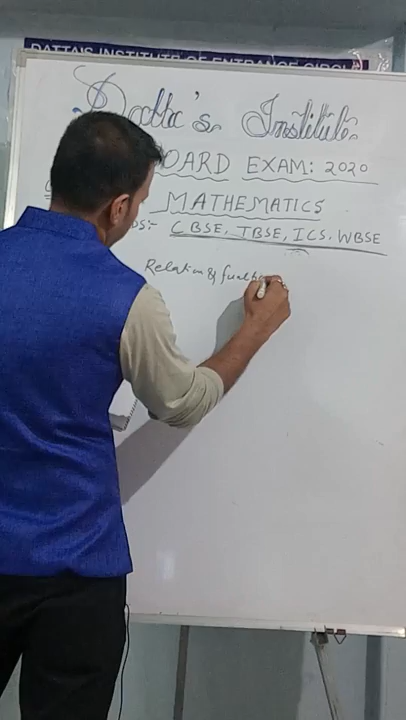 DATTA'S INSTITUTE OF ENTRANCE CIRCLE
Datta's Institute
BOARD EXAM: 2020
MATHEMATICS
CBSE, TBSE, ICS, WBSE
Relation & function